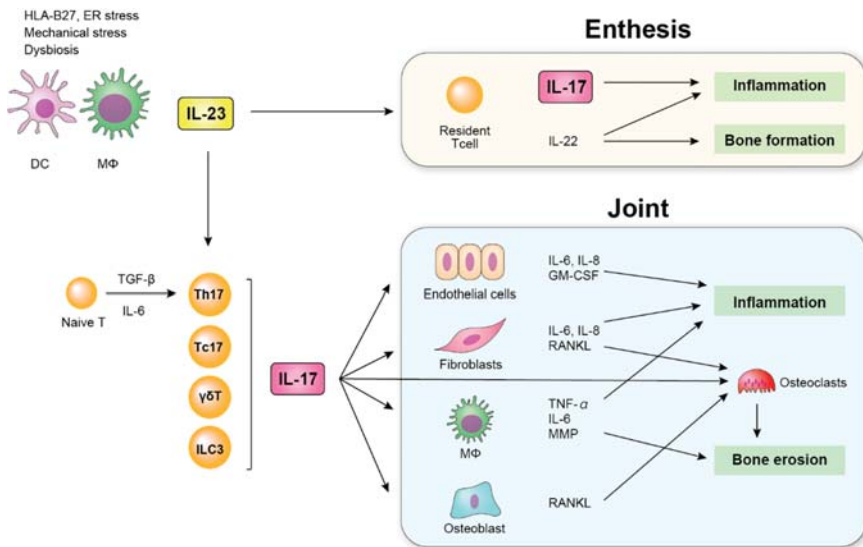 HLA-B27, ER stress
Mechanical stress
Dysbiosis
DC
MΦ
IL-23
Enthesis
Resident
Tcell
IL-17
IL-22
Inflammation
Bone formation
Naive T
TGF-β
IL-6
Th17
Tc17
γδT
ILC3
IL-17
Joint
Endothelial cells
IL-6, IL-8
GM-CSF
Fibroblasts
IL-6, IL-8
RANKL
MΦ
TNF-α
IL-6
MMP
Osteoblast
RANKL
Inflammation
Osteoclasts
Bone erosion